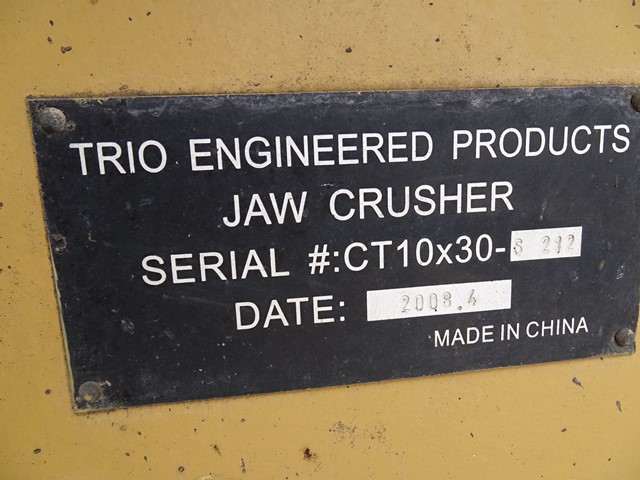 TRIO ENGINEERED PRODUCTS
JAW CRUSHER
SERIAL #:CT10x30-S 212
DATE: 2008.4
MADE IN CHINA